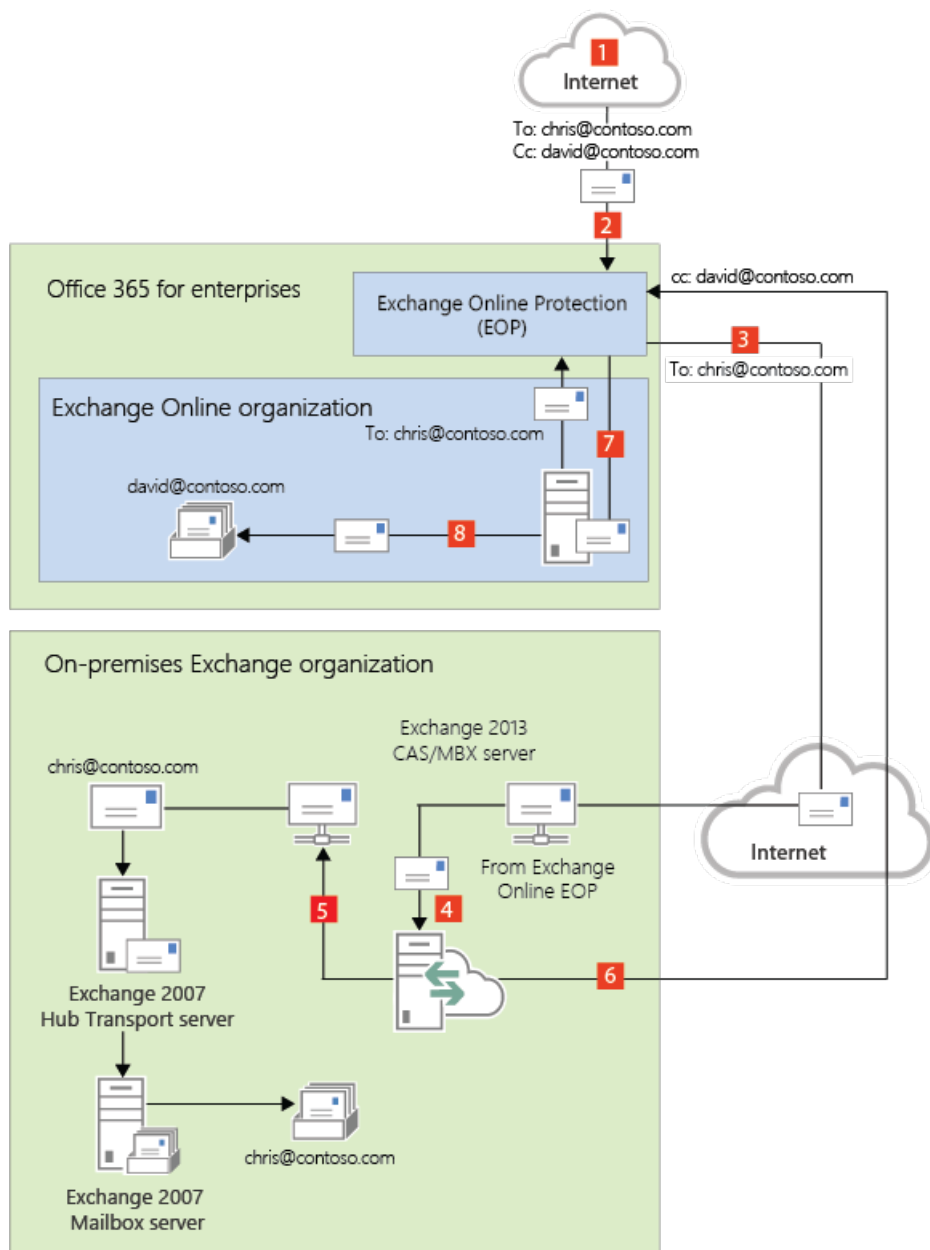 1
Internet
To: chris@contoso.com
Cc: david@contoso.com
2
Office 365 for enterprises
cc: david@contoso.com
Exchange Online Protection
(EOP)
3
To: chris@contoso.com
Exchange Online organization
To: chris@contoso.com
7
david@contoso.com
8
On-premises Exchange organization
Exchange 2013
CAS/MBX server
chris@contoso.com
From Exchange
Online EOP
Internet
5
4
6
Exchange 2007
Hub Transport server
chris@contoso.com
Exchange 2007
Mailbox server